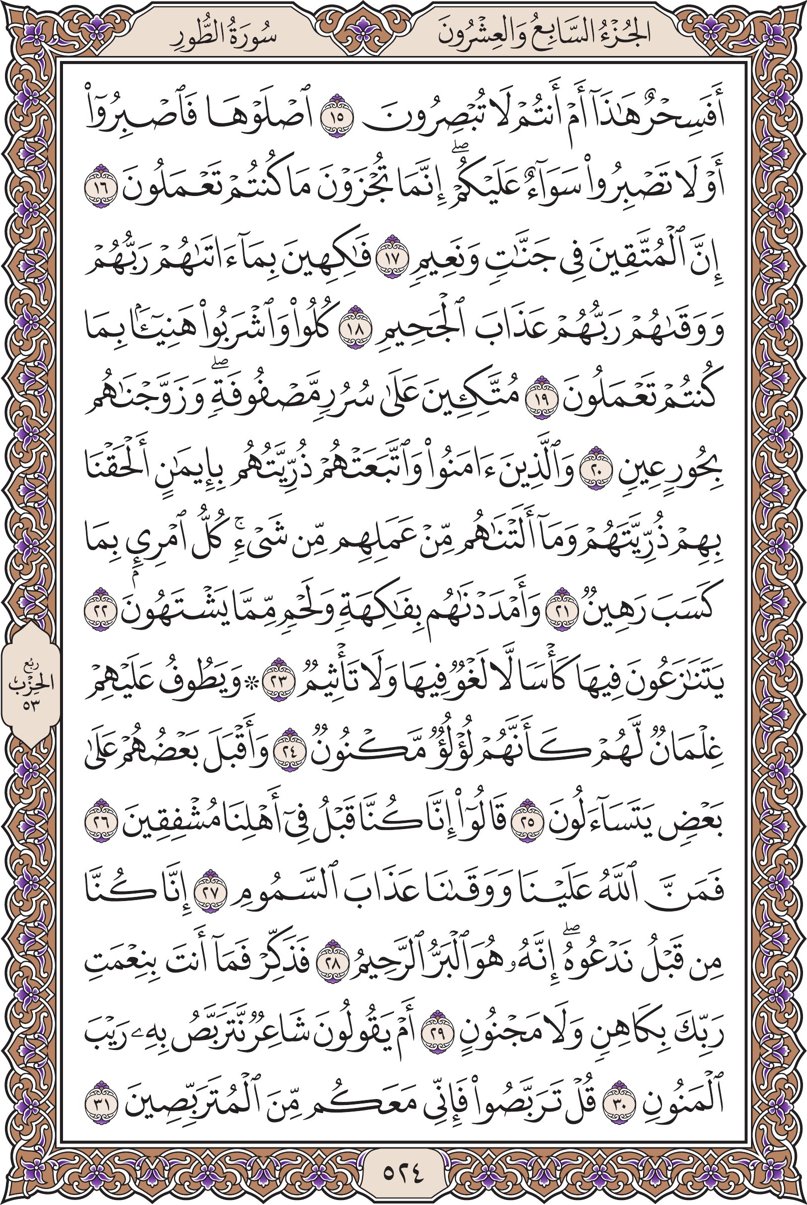 الجُزْءُ السَّابِعُ وَالعِشْرُونَ
سُورَةُ الطُّورِ
أَفَسِحْرٌ هَٰذَآ أَمْ أَنتُمْ لَا تُبْصِرُونَ ١٥ ٱصْلَوْهَا فَٱصْبِرُوٓاْ
أَوْ لَا تَصْبِرُواْ سَوَآءٌ عَلَيْكُمْۖ إِنَّمَا تُجْزَوْنَ مَا كُنتُمْ تَعْمَلُونَ ١٦
إِنَّ ٱلْمُتَّقِينَ فِى جَنَّٰتٍ وَنَعِيمٍ ١٧ فَٰكِهِينَ بِمَآ ءَاتَىٰهُمْ رَبُّهُمْ
وَوَقَىٰهُمْ رَبُّهُمْ عَذَابَ ٱلْجَحِيمِ ١٨ كُلُواْ وَٱشْرَبُواْ هَنِيٓـَٔۢا بِمَا
كُنتُمْ تَعْمَلُونَ ١٩ مُتَّكِـِٔينَ عَلَىٰ سُرُرٍ مَّصْفُوفَةٍۖ وَزَوَّجْنَٰهُم
بِحُورٍ عِينٍ ٢٠ وَٱلَّذِينَ ءَامَنُواْ وَٱتَّبَعَتْهُمْ ذُرِّيَّتُهُم بِإِيمَٰنٍ أَلْحَقْنَا
بِهِمْ ذُرِّيَّتَهُمْ وَمَآ أَلَتْنَٰهُم مِّنْ عَمَلِهِم مِّن شَىْءٍۚ كُلُّ ٱمْرِئٍۭ بِمَا
كَسَبَ رَهِينٌ ٢١ وَأَمْدَدْنَٰهُم بِفَٰكِهَةٍ وَلَحْمٍ مِّمَّا يَشْتَهُونَ ٢٢
يَتَنَٰزَعُونَ فِيهَا كَأْسًا لَّا لَغْوٌ فِيهَا وَلَا تَأْثِيمٌ ٢٣ ۞ وَيَطُوفُ عَلَيْهِمْ
رُبْعُ
الحِزْبِ
٥٣
غِلْمَانٌ لَّهُمْ كَأَنَّهُمْ لُؤْلُؤٌ مَّكْنُونٌ ٢٤ وَأَقْبَلَ بَعْضُهُمْ عَلَىٰ
بَعْضٍ يَتَسَآءَلُونَ ٢٥ قَالُوٓاْ إِنَّا كُنَّا قَبْلُ فِىٓ أَهْلِنَا مُشْفِقِينَ ٢٦
فَمَنَّ ٱللَّهُ عَلَيْنَا وَوَقَىٰنَا عَذَابَ ٱلسَّمُومِ ٢٧ إِنَّا كُنَّا
مِن قَبْلُ نَدْعُوهُۖ إِنَّهُۥ هُوَ ٱلْبَرُّ ٱلرَّحِيمُ ٢٨ فَذَكِّرْ فَمَآ أَنتَ بِنِعْمَتِ
رَبِّكَ بِكَاهِنٍ وَلَا مَجْنُونٍ ٢٩ أَمْ يَقُولُونَ شَاعِرٌ نَّتَرَبَّصُ بِهِۦ رَيْبَ
ٱلْمَنُونِ ٣٠ قُلْ تَرَبَّصُواْ فَإِنِّى مَعَكُم مِّنَ ٱلْمُتَرَبِّصِينَ ٣١
٥٢٤